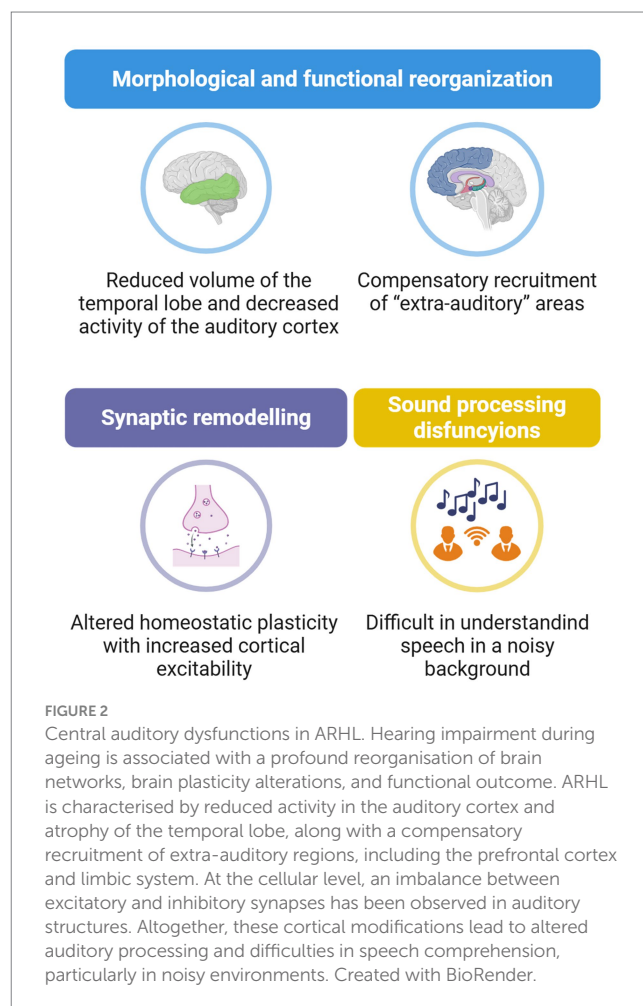 Morphological and functional reorganization
Reduced volume of the
temporal lobe and decreased
activity of the auditory cortex
Compensatory recruitment
of “extra-auditory” areas
Synaptic remodelling
Altered homeostatic plasticity
with increased cortical
excitability
Sound processing
disfuncyions
Difficult in understandind
speech in a noisy
background
FIGURE 2
Central auditory dysfunctions in ARHL. Hearing impairment during
ageing is associated with a profound reorganisation of brain
networks, brain plasticity alterations, and functional outcome. ARHL
is characterised by reduced activity in the auditory cortex and
atrophy of the temporal lobe, along with a compensatory
recruitment of extra-auditory regions, including the prefrontal cortex
and limbic system. At the cellular level, an imbalance between
excitatory and inhibitory synapses has been observed in auditory
structures. Altogether, these cortical modifications lead to altered
auditory processing and difficulties in speech comprehension,
particularly in noisy environments. Created with BioRender.